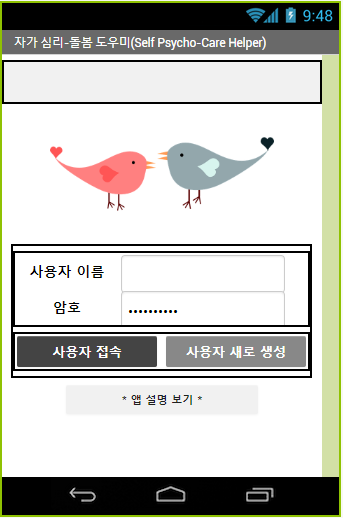 9:48
자가 심리-돌봄 도우미(Self Psycho-Care Helper)
사용자 이름
암호 ••••••••••
사용자 접속 사용자 새로 생성
* 앱 설명 보기 *